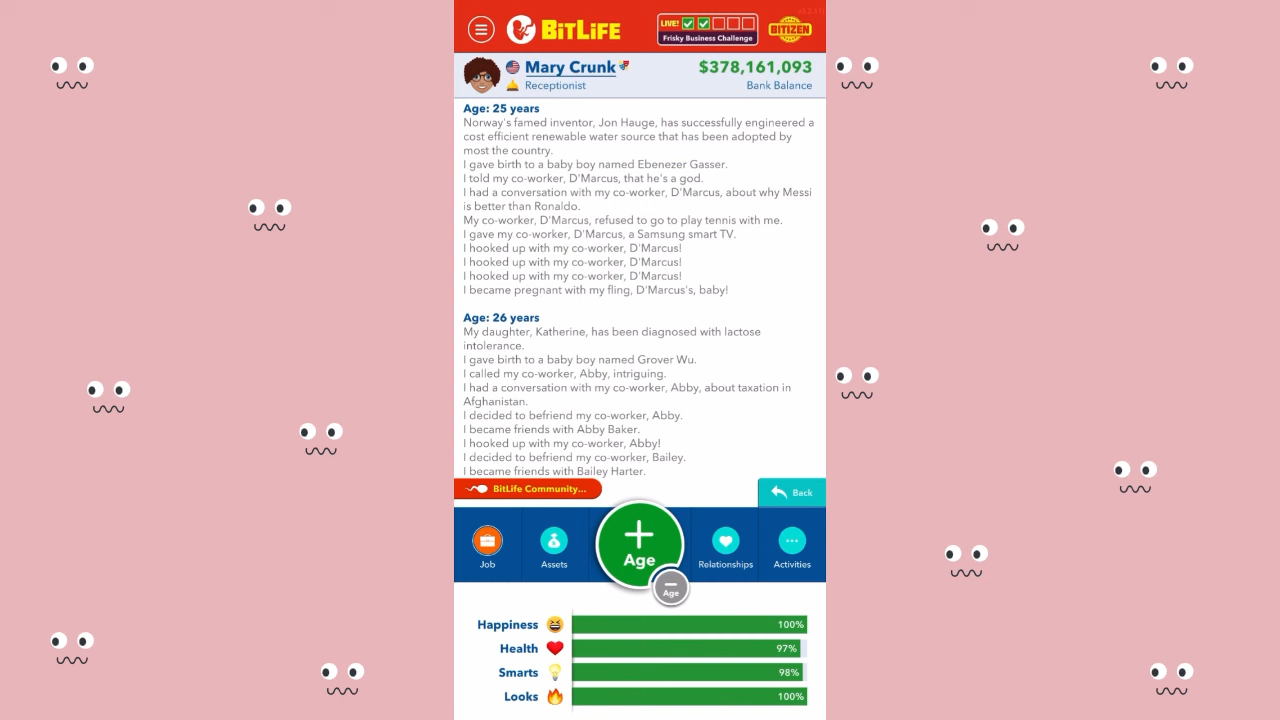 BitLife
LIVE!
Frisky Business Challenge
BITIZEN
Mary Crunk
$378,161,093
Receptionist
Bank Balance
Age: 25 years
Norway's famed inventor, Jon Hauge, has successfully engineered a
cost efficient renewable water source that has been adopted by
most the country.
I gave birth to a baby boy named Ebenezer Gasser.
I told my co-worker, D'Marcus, that he's a god.
I had a conversation with my co-worker, D'Marcus, about why Messi
is better than Ronaldo.
My co-worker, D'Marcus, refused to go to play tennis with me.
I gave my co-worker, D'Marcus, a Samsung smart TV.
I hooked up with my co-worker, D'Marcus!
I hooked up with my co-worker, D'Marcus!
I hooked up with my co-worker, D'Marcus!
I became pregnant with my fling, D'Marcus's, baby!
Age: 26 years
My daughter, Katherine, has been diagnosed with lactose
intolerance.
I gave birth to a baby boy named Grover Wu.
I called my co-worker, Abby, intriguing.
I had a conversation with my co-worker, Abby, about taxation in
Afghanistan.
I decided to befriend my co-worker, Abby.
I became friends with Abby Baker.
I hooked up with my co-worker, Abby!
I decided to befriend my co-worker, Bailey.
I became friends with Bailey Harter.
BitLife Community...
Back
Job
Assets
+
Age
Relationships
Activities
−
Age
Happiness
100%
Health
97%
Smarts
98%
Looks
100%